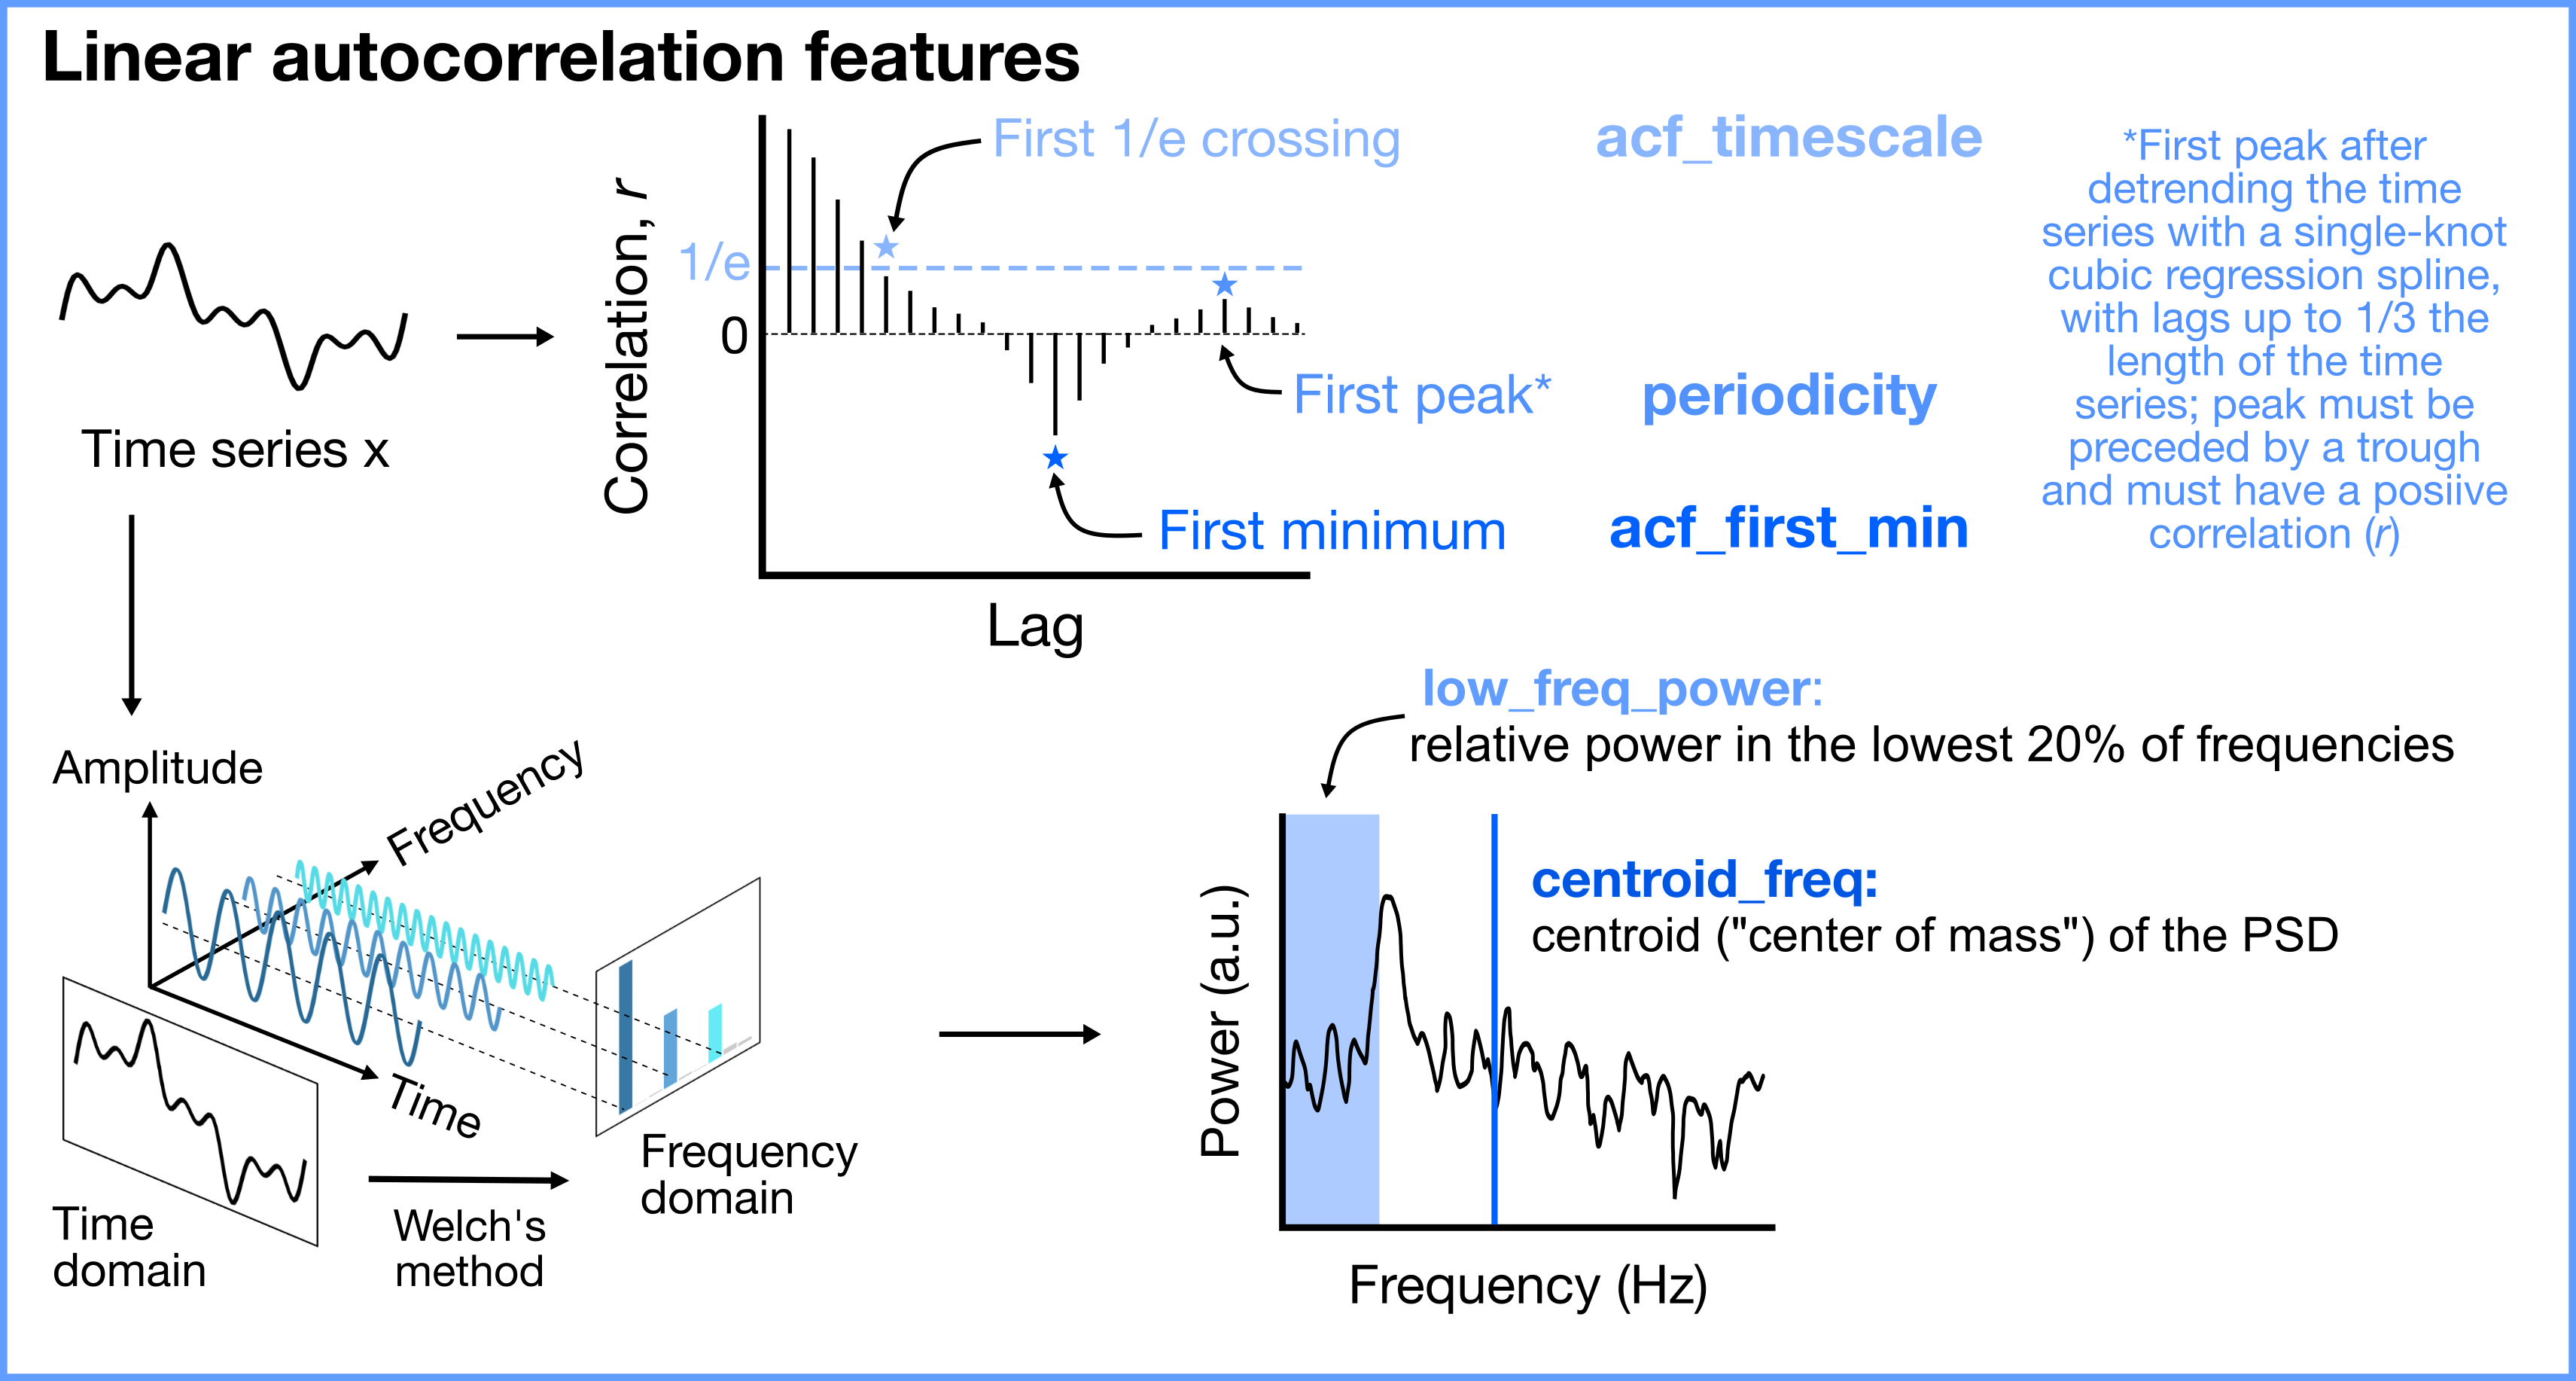 Linear autocorrelation features
First 1/e crossing
acf_timescale
*First peak after
detrending the time
series with a single-knot
cubic regression spline,
with lags up to 1/3 the
length of the time
series; peak must be
preceded by a trough
and must have a posiive
correlation (r)
Correlation, r
1/e
0
First peak*
periodicity
Time series x
First minimum
acf_first_min
Lag
low_freq_power:
relative power in the lowest 20% of frequencies
Amplitude
Frequency
Time
Time
domain
Welch's
method
Frequency
domain
Power (a.u.)
centroid_freq:
centroid ("center of mass") of the PSD
Frequency (Hz)